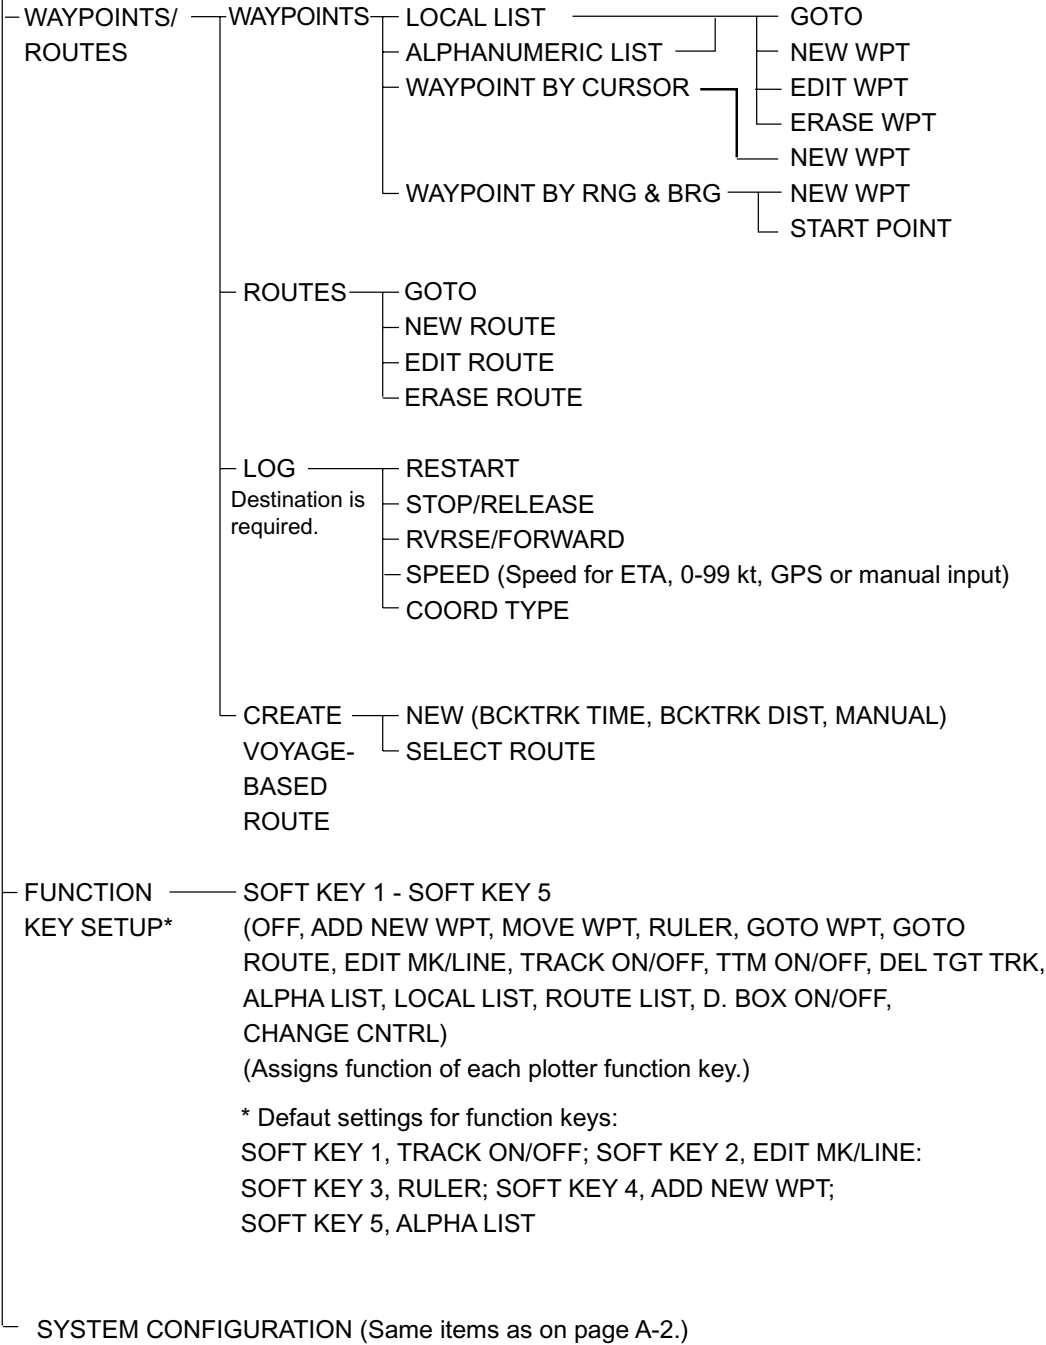 WAYPOINTS/
ROUTES
WAYPOINTS
LOCAL LIST
GOTO
ALPHANUMERIC LIST
NEW WPT
WAYPOINT BY CURSOR
EDIT WPT
ERASE WPT
NEW WPT
WAYPOINT BY RNG & BRG
NEW WPT
START POINT
ROUTES
GOTO
NEW ROUTE
EDIT ROUTE
ERASE ROUTE
LOG
Destination is
required.
RESTART
STOP/RELEASE
RVRSE/FORWARD
SPEED (Speed for ETA, 0-99 kt, GPS or manual input)
COORD TYPE
CREATE
VOYAGE-
BASED
ROUTE
NEW (BCKTRK TIME, BCKTRK DIST, MANUAL)
SELECT ROUTE
FUNCTION
KEY SETUP*
SOFT KEY 1 - SOFT KEY 5
(OFF, ADD NEW WPT, MOVE WPT, RULER, GOTO WPT, GOTO
ROUTE, EDIT MK/LINE, TRACK ON/OFF, TTM ON/OFF, DEL TGT TRK,
ALPHA LIST, LOCAL LIST, ROUTE LIST, D. BOX ON/OFF,
CHANGE CNTRL)
(Assigns function of each plotter function key.)
* Defaut settings for function keys:
SOFT KEY 1, TRACK ON/OFF; SOFT KEY 2, EDIT MK/LINE:
SOFT KEY 3, RULER; SOFT KEY 4, ADD NEW WPT;
SOFT KEY 5, ALPHA LIST
SYSTEM CONFIGURATION (Same items as on page A-2.)